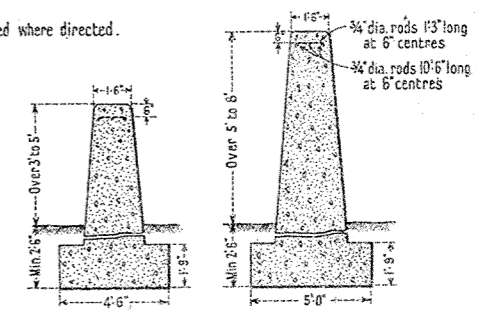 ed where directed.
1'-6"
¾"dia. rods 1'·3"long
at 6" centres
¾"dia. rods 10'·6"long
at 6" centres
1'-6"
6"
Over 3' to 5'
Over 5' to 8'
Min 2'·6"
1'-9"
4'-6"
Min 2'·6"
1'-9"
5'·0"